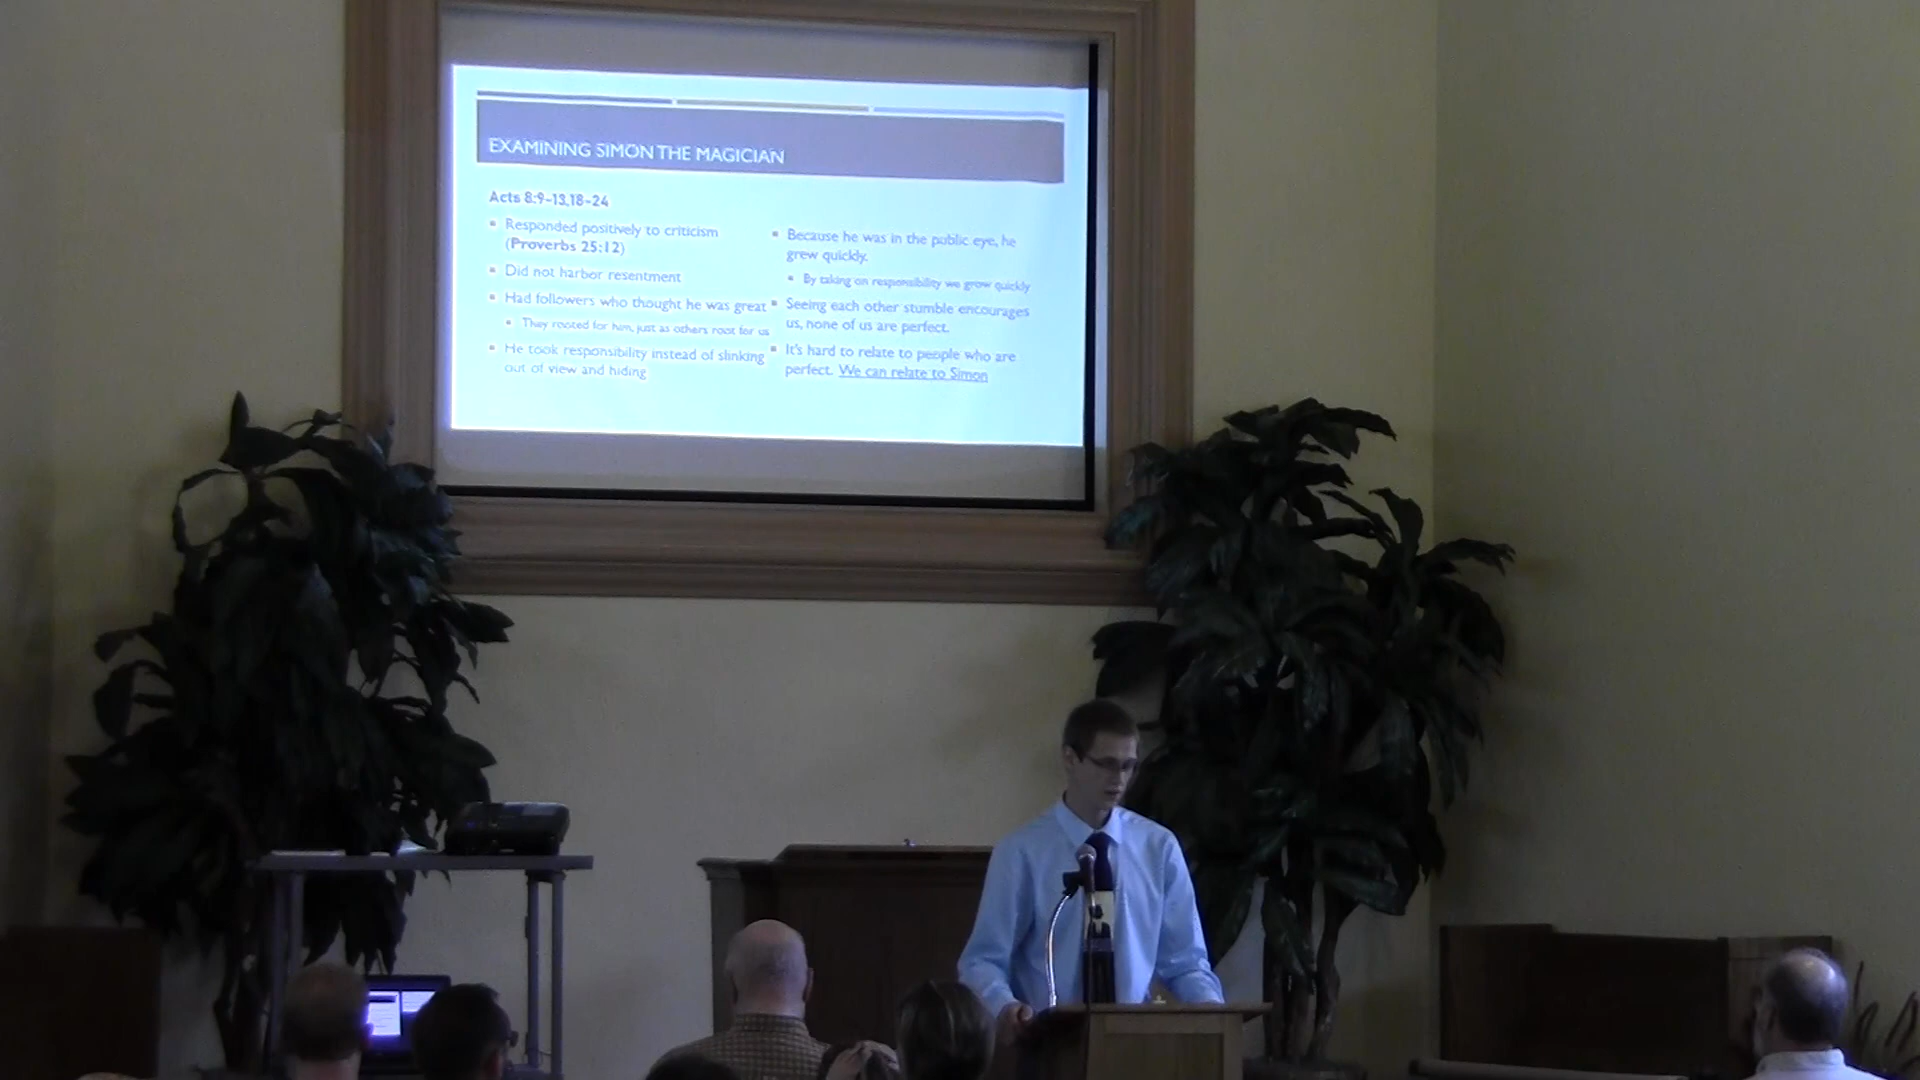 EXAMINING SIMON THE MAGICIAN
Acts 8:9-13,18-24
Responded positively to criticism
(Proverbs 25:12)
Did not harbor resentment
Had followers who thought he was great
They rooted for him, just as others root for us
He took responsibility instead of slinking
out of view and hiding
Because he was in the public eye, he
grew quickly.
By taking on responsibility we grow quickly
Seeing each other stumble encourages
us, none of us are perfect.
It's hard to relate to people who are
perfect. We can relate to Simon